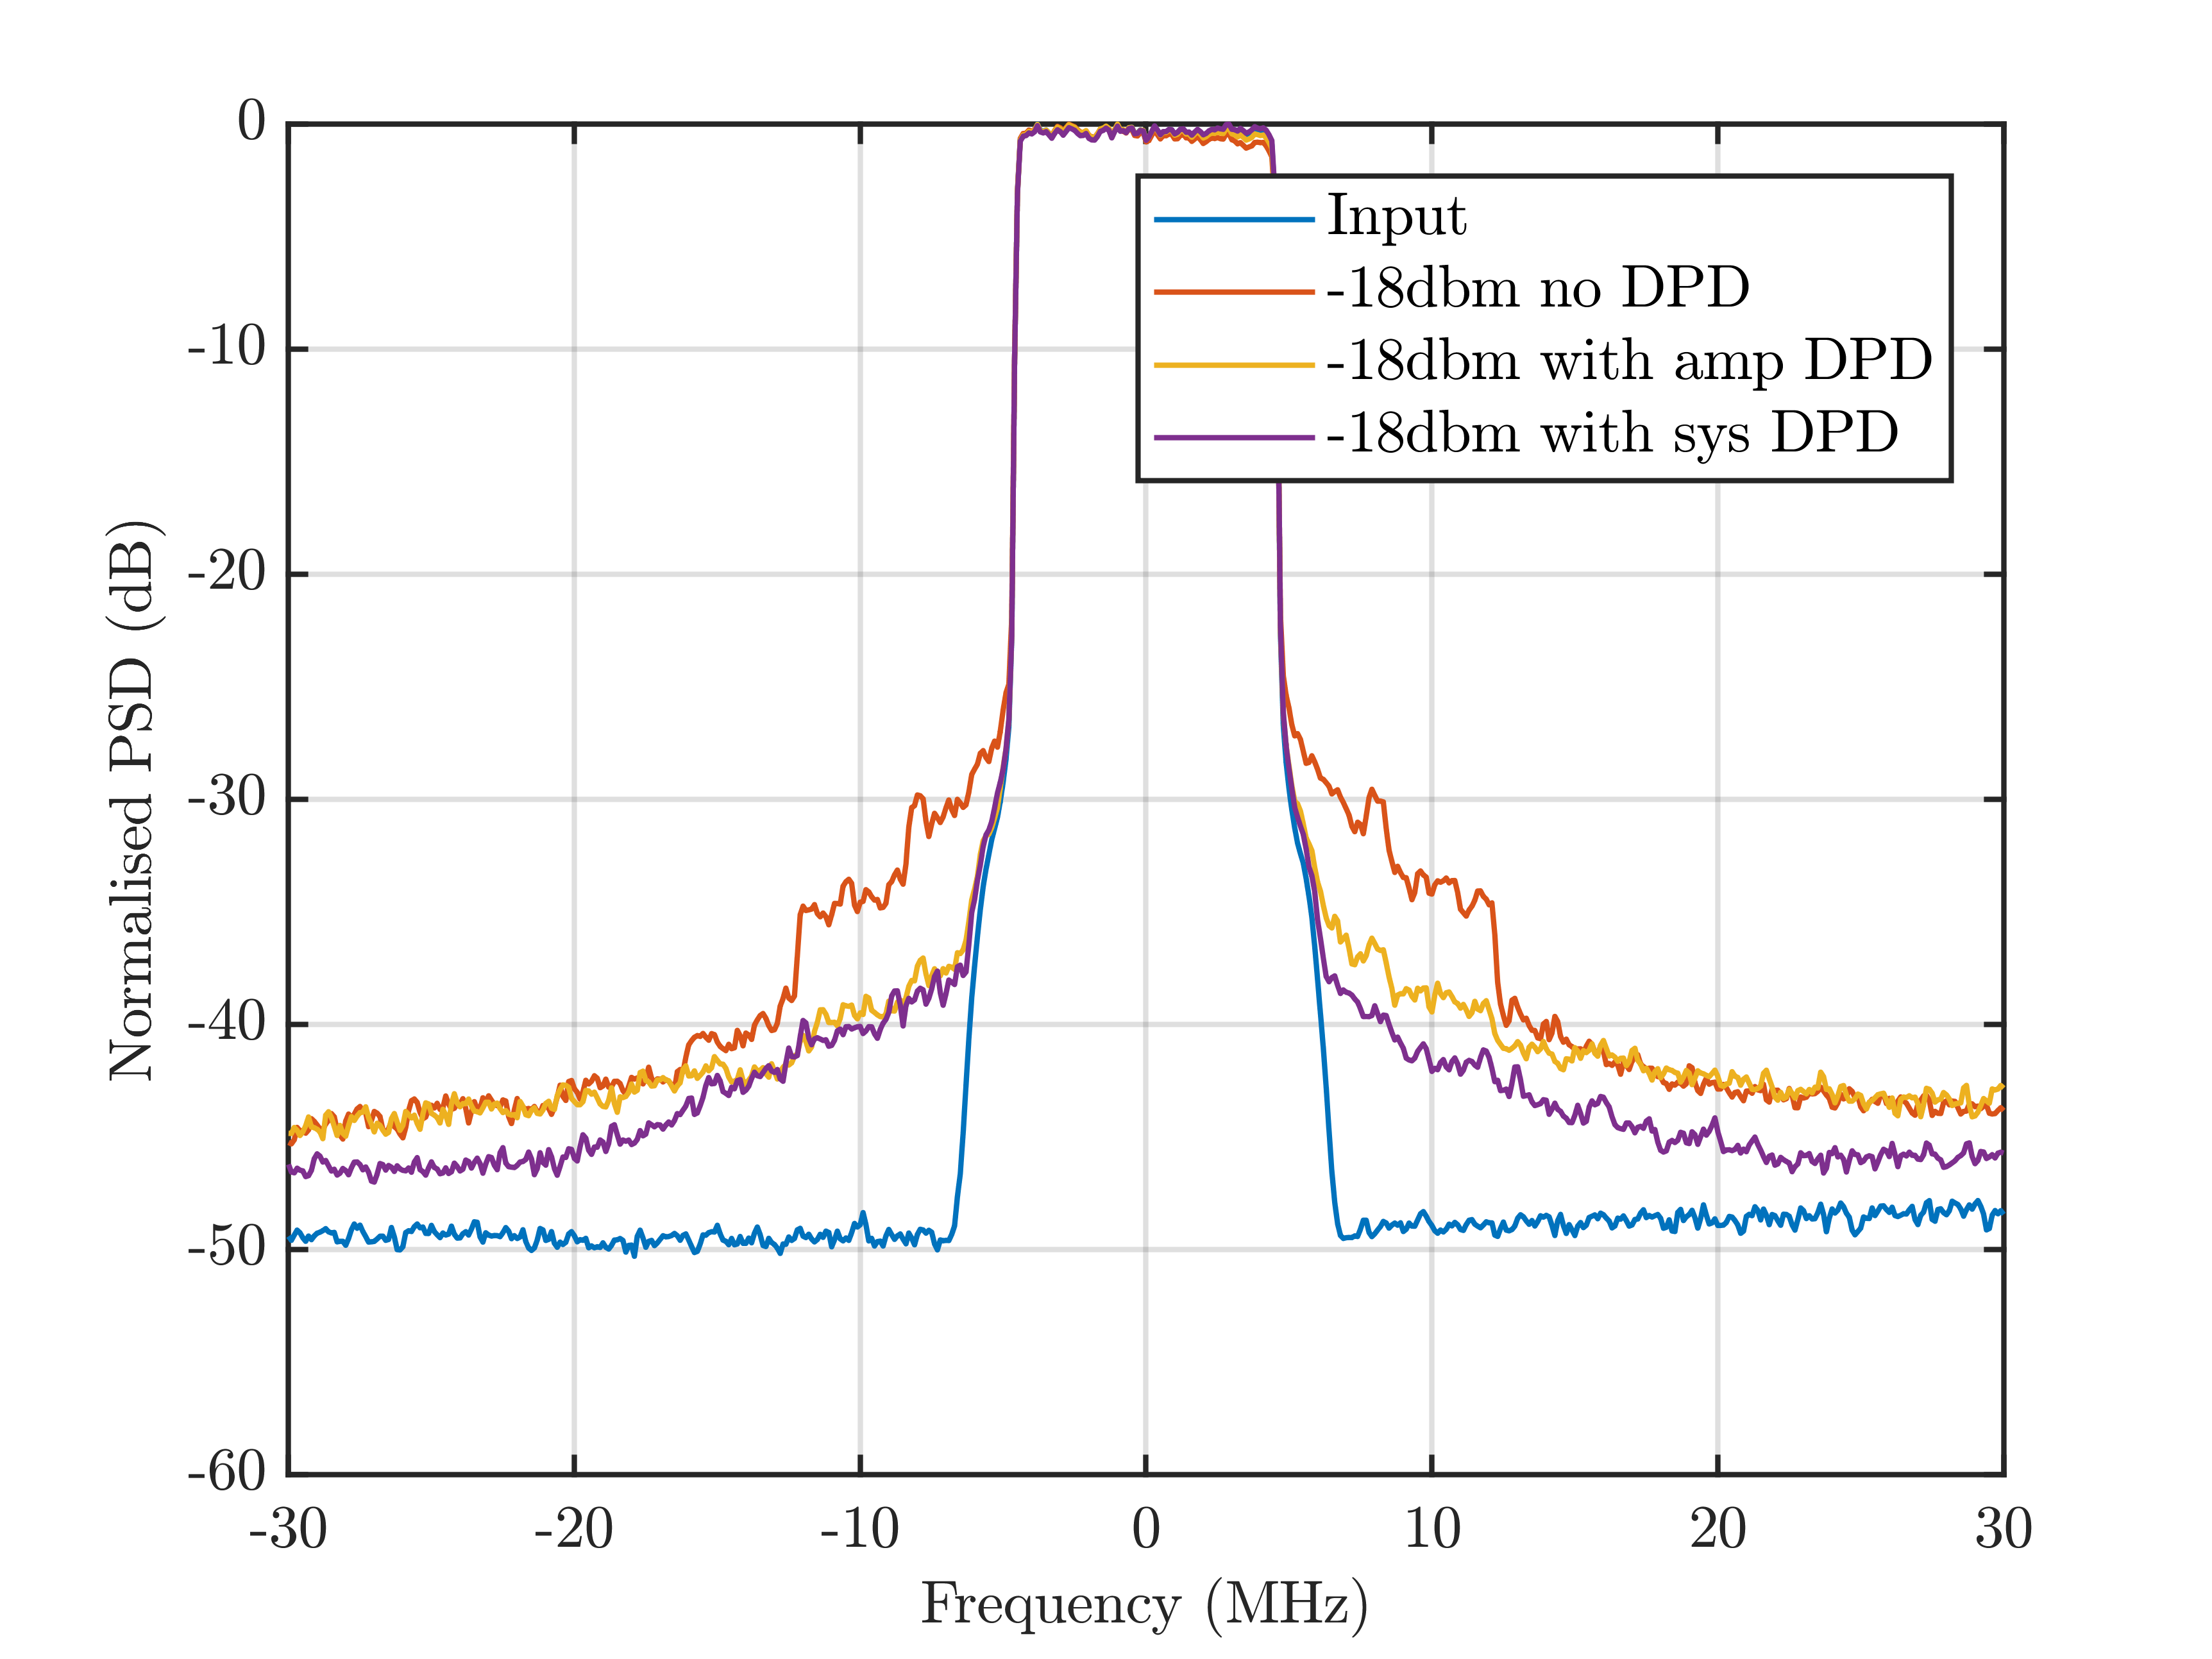 0
-10
-20
-30
-40
-50
-60
Normalised PSD (dB)
Input
-18dbm no DPD
-18dbm with amp DPD
-18dbm with sys DPD
-30
-20
-10
0
10
20
30
Frequency (MHz)